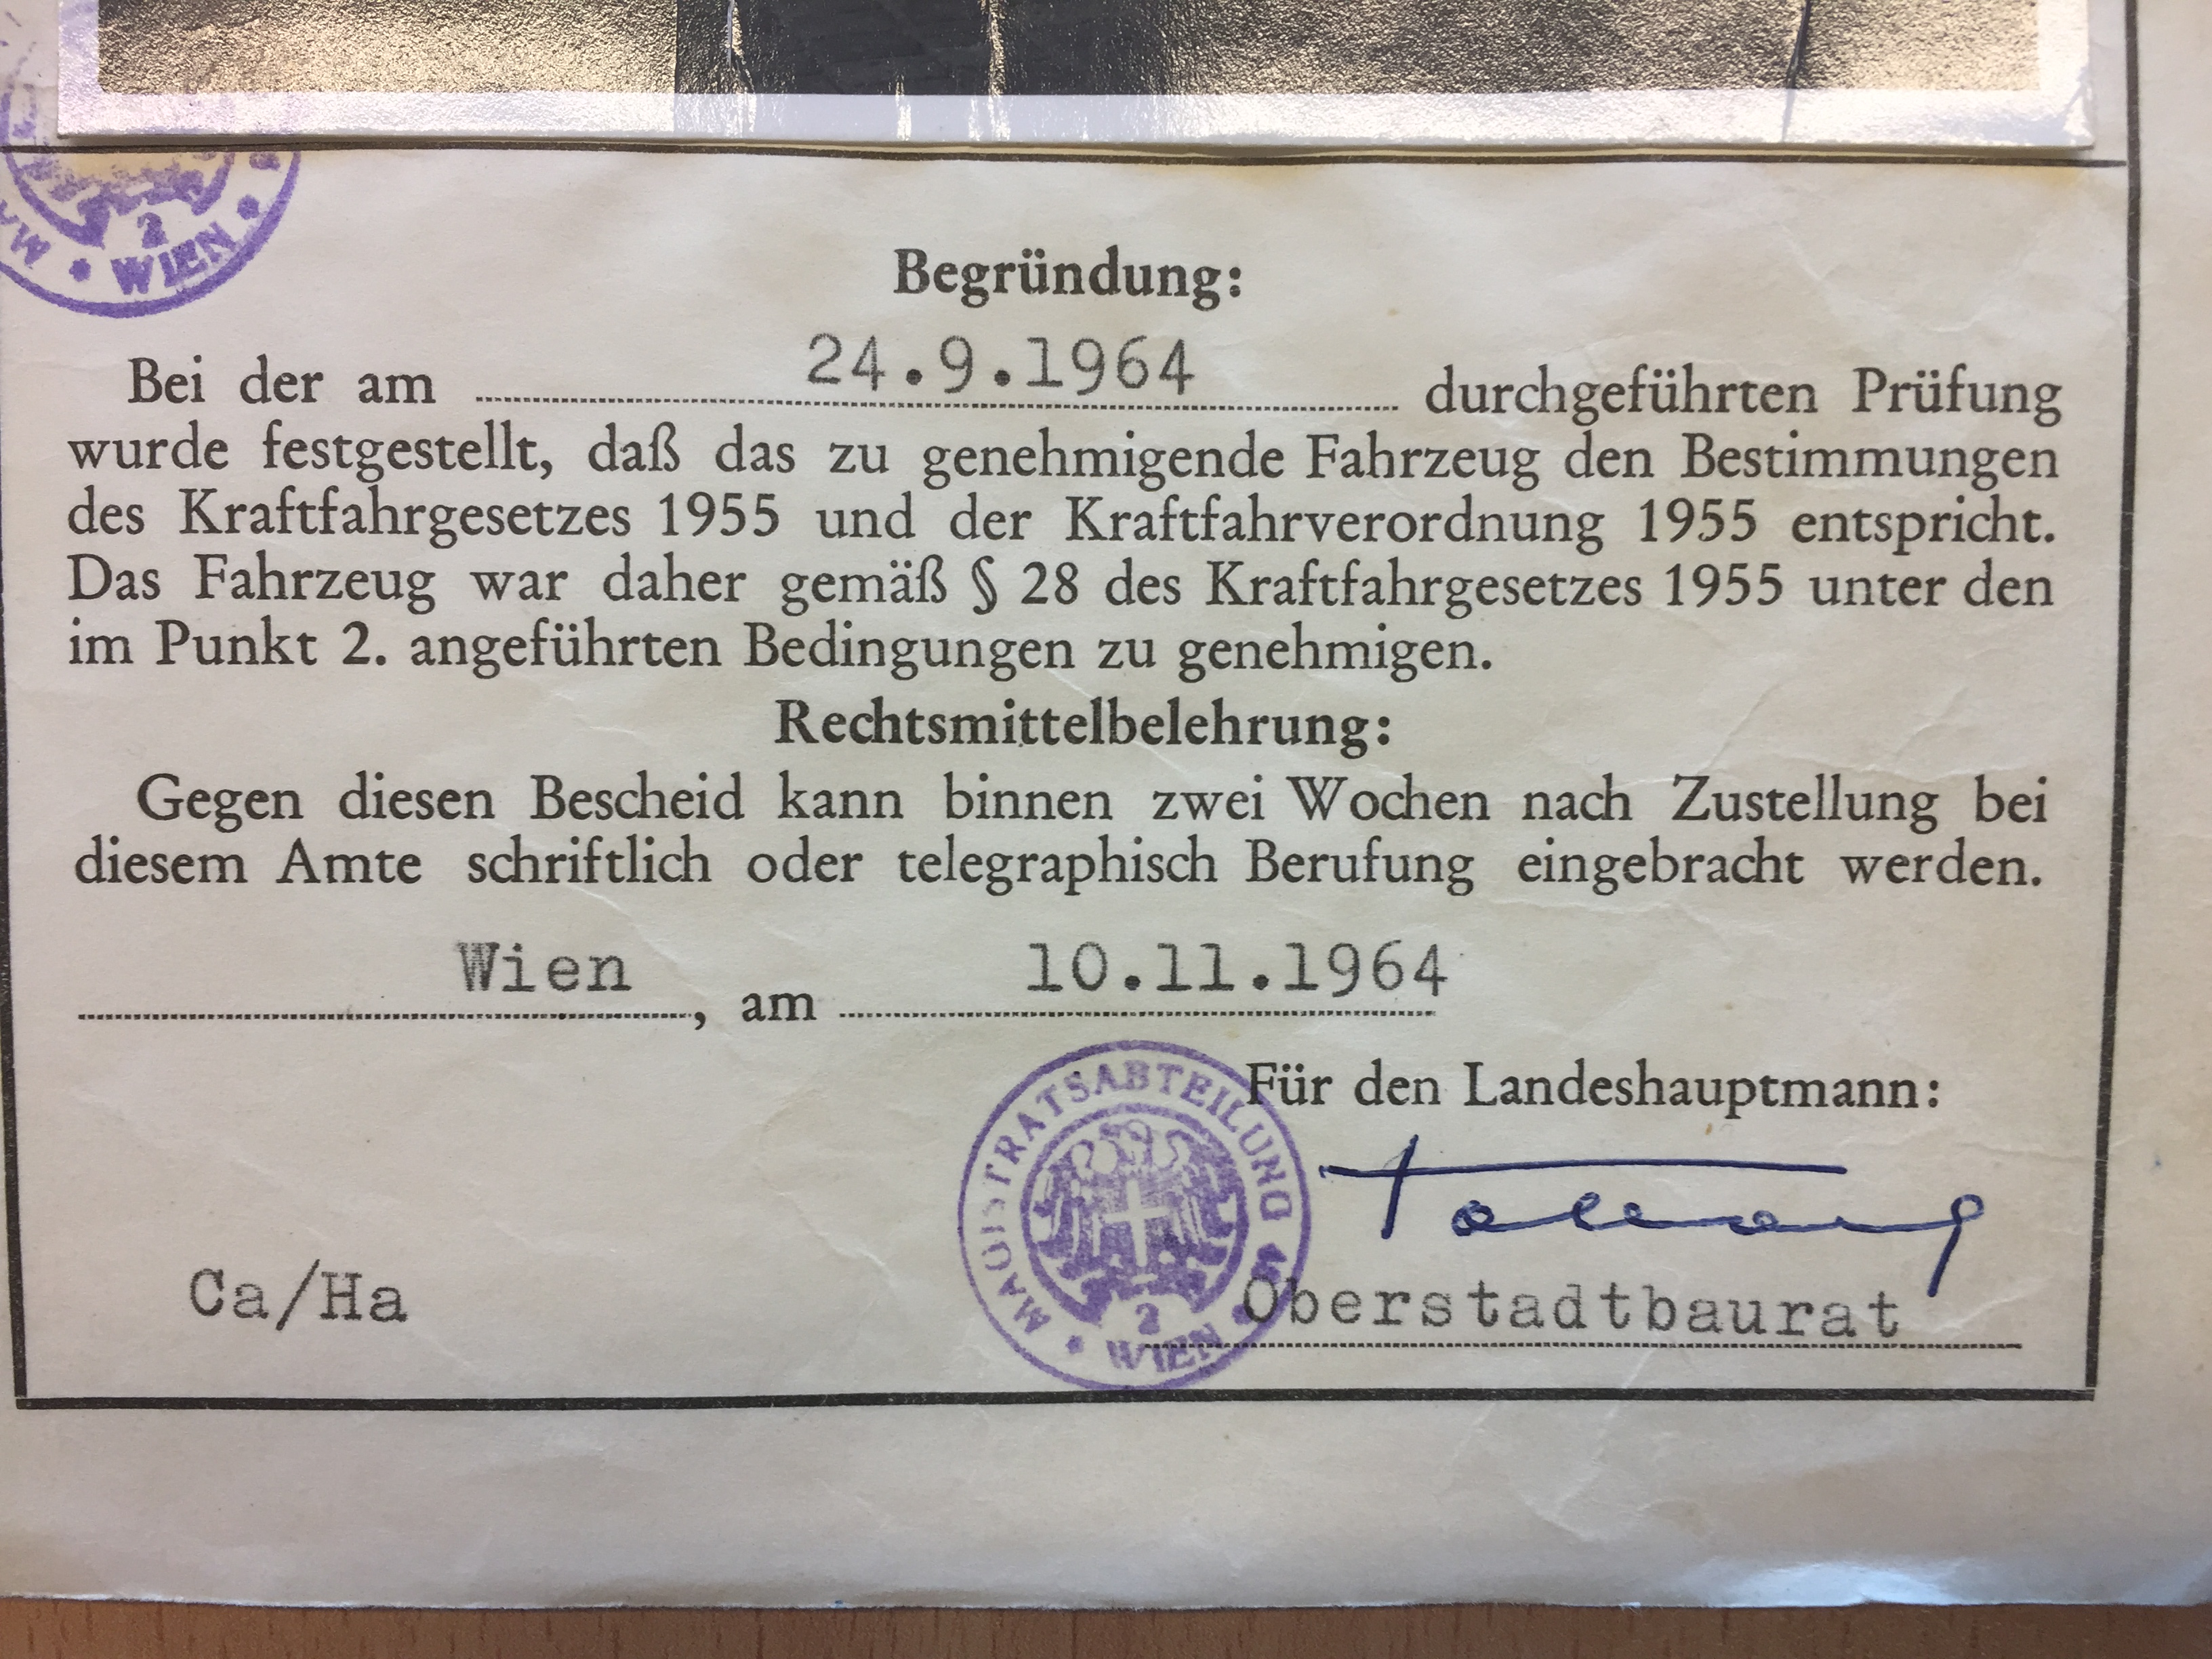 2
WIEN
Begründung:
Bei der am 24.9.1964 durchgeführten Prüfung
wurde festgestellt, daß das zu genehmigende Fahrzeug den Bestimmungen
des Kraftfahrgesetzes 1955 und der Kraftfahrverordnung 1955 entspricht.
Das Fahrzeug war daher gemäß § 28 des Kraftfahrgesetzes 1955 unter den
im Punkt 2. angeführten Bedingungen zu genehmigen.
Rechtsmittelbelehrung:
Gegen diesen Bescheid kann binnen zwei Wochen nach Zustellung bei
diesem Amte schriftlich oder telegraphisch Berufung eingebracht werden.
Wien, am 10.11.1964
Für den Landeshauptmann:
MAGISTRATSABTEILUNG
2
WIEN
Ca/Ha
Oberstadtbaurat